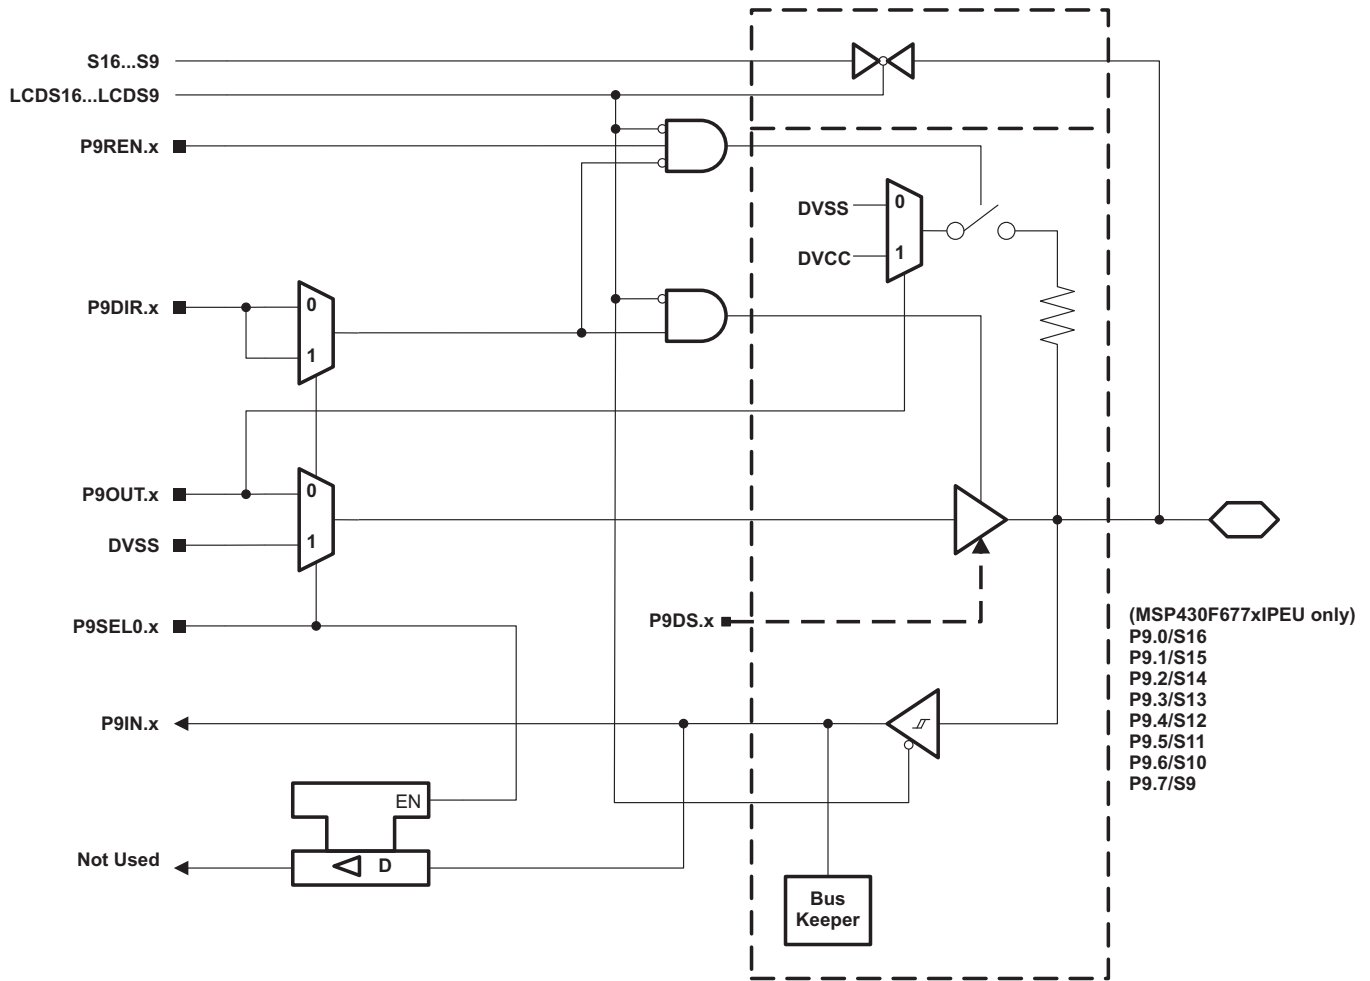 S16...S9
LCDS16...LCDS9
P9REN.x
DVSS
0
DVCC
1
P9DIR.x
0
1
P9OUT.x
0
DVSS
1
P9SEL0.x
P9DS.x
(MSP430F677xIPEU only)
P9.0/S16
P9.1/S15
P9.2/S14
P9.3/S13
P9.4/S12
P9.5/S11
P9.6/S10
P9.7/S9
P9IN.x
EN
Not Used
D
Bus
Keeper